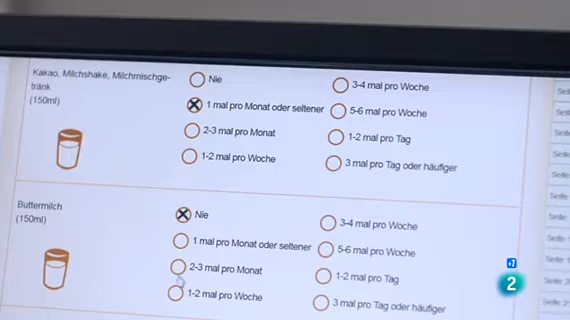 Kakao, Milchshake, Milchmischge-
tränk
(150ml)
Nie
1 mal pro Monat oder seltener
2-3 mal pro Monat
1-2 mal pro Woche
3-4 mal pro Woche
5-6 mal pro Woche
1-2 mal pro Tag
3 mal pro Tag oder häufiger
Buttermilch
(150ml)
Nie
1 mal pro Monat oder seltener
2-3 mal pro Monat
1-2 mal pro Woche
3-4 mal pro Woche
5-6 mal pro Woche
1-2 mal pro Tag
3 mal pro Tag oder häufiger
2